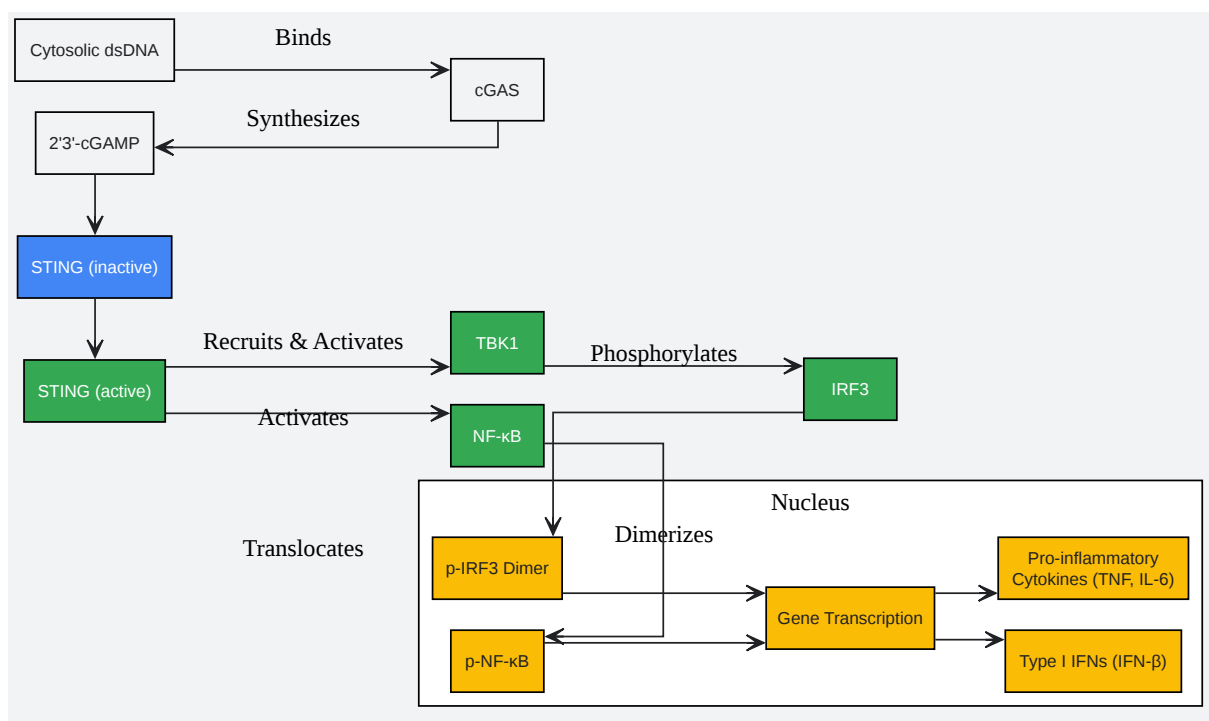 Cytosolic dsDNA
Binds
cGAS
Synthesizes
2'3'-cGAMP
STING (inactive)
Recruits & Activates
TBK1
Phosphorylates
IRF3
STING (active)
Activates
NF-κB
Nucleus
Translocates
Dimerizes
p-IRF3 Dimer
Pro-inflammatory
Cytokines (TNF, IL-6)
Gene Transcription
p-NF-κB
Type I IFNs (IFN-β)